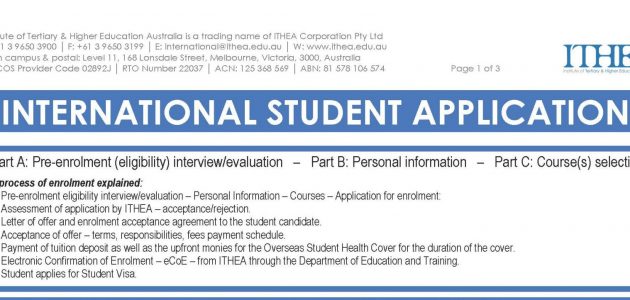 itute of Tertiary & Higher Education Australia is a trading name of ITHEA Corporation Pty Ltd
1 3 9650 3900 | F: +61 3 9650 3199 | E: international@ithea.edu.au | W: www.ithea.edu.au
n campus & postal: Level 11, 168 Lonsdale Street, Melbourne, Victoria, 3000, Australia
COS Provider Code 02892J | RTO Number 22037 | ACN: 125 368 569 | ABN: 81 578 106 574
Page 1 of 3
ITHE
Institute of Tertiary & Higher Educ
INTERNATIONAL STUDENT APPLICATION
art A: Pre-enrolment (eligibility) interview/evaluation – Part B: Personal information – Part C: Course(s) selecti
process of enrolment explained:
Pre-enrolment eligibility interview/evaluation – Personal Information – Courses – Application for enrolment:
Assessment of application by ITHEA – acceptance/rejection.
Letter of offer and enrolment acceptance agreement to the student candidate.
Acceptance of offer – terms, responsibilities, fees payment schedule.
Payment of tuition deposit as well as the upfront monies for the Overseas Student Health Cover for the duration of the cover.
Electronic Confirmation of Enrolment – eCoE – from ITHEA through the Department of Education and Training.
Student applies for Student Visa.